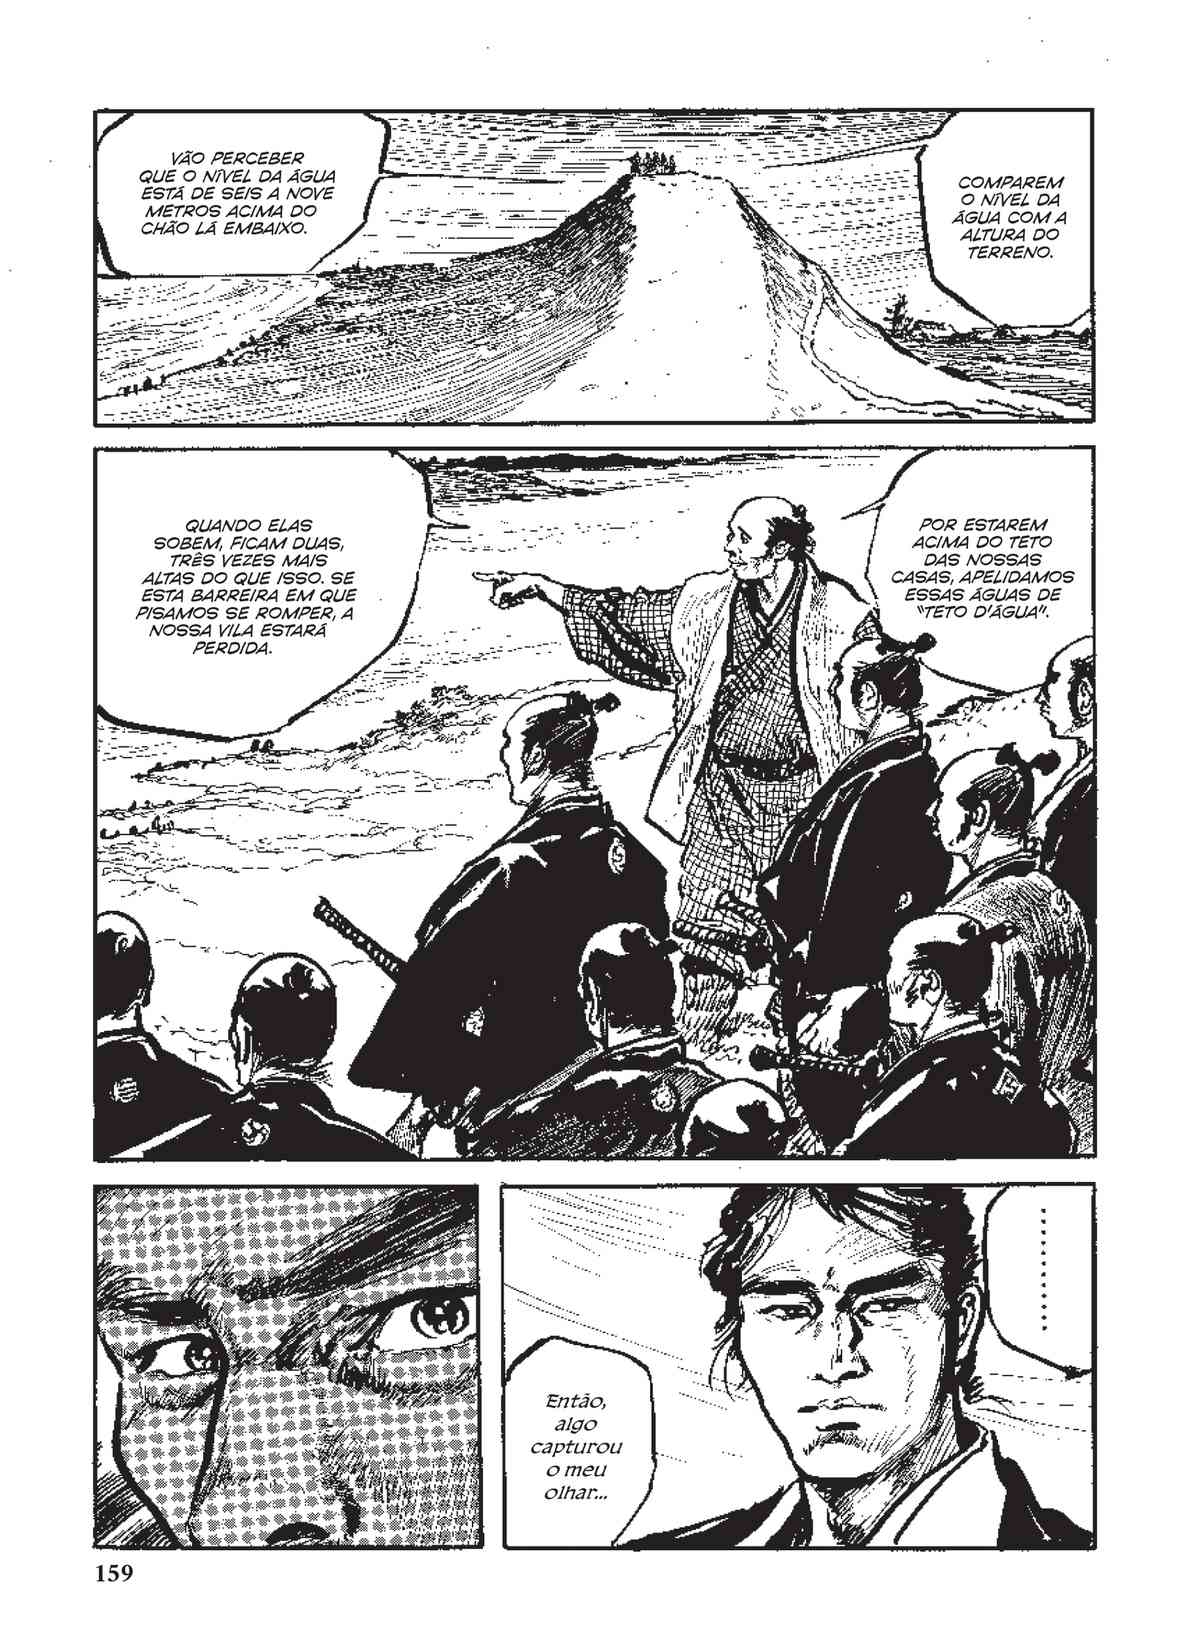 COMPAREM
O NÍVEL DA
ÁGUA COM A
ALTURA DO
TERRENO.
VÃO PERCEBER
QUE O NÍVEL DA ÁGUA
ESTÁ DE SEIS A NOVE
METROS ACIMA DO
CHÃO LÁ EMBAIXO.
POR ESTAREM
ACIMA DO TETO
DAS NOSSAS
CASAS, APELIDAMOS
ESSAS ÁGUAS DE
“TETO D'ÁGUA”.
QUANDO ELAS
SOBEM, FICAM DUAS,
TRÊS VEZES MAIS
ALTAS DO QUE ISSO. SE
ESTA BARREIRA EM QUE
PISAMOS SE ROMPER, A
NOSSA VILA ESTARÁ
PERDIDA.
...........
Então,
algo
capturou
o meu
olhar...
159